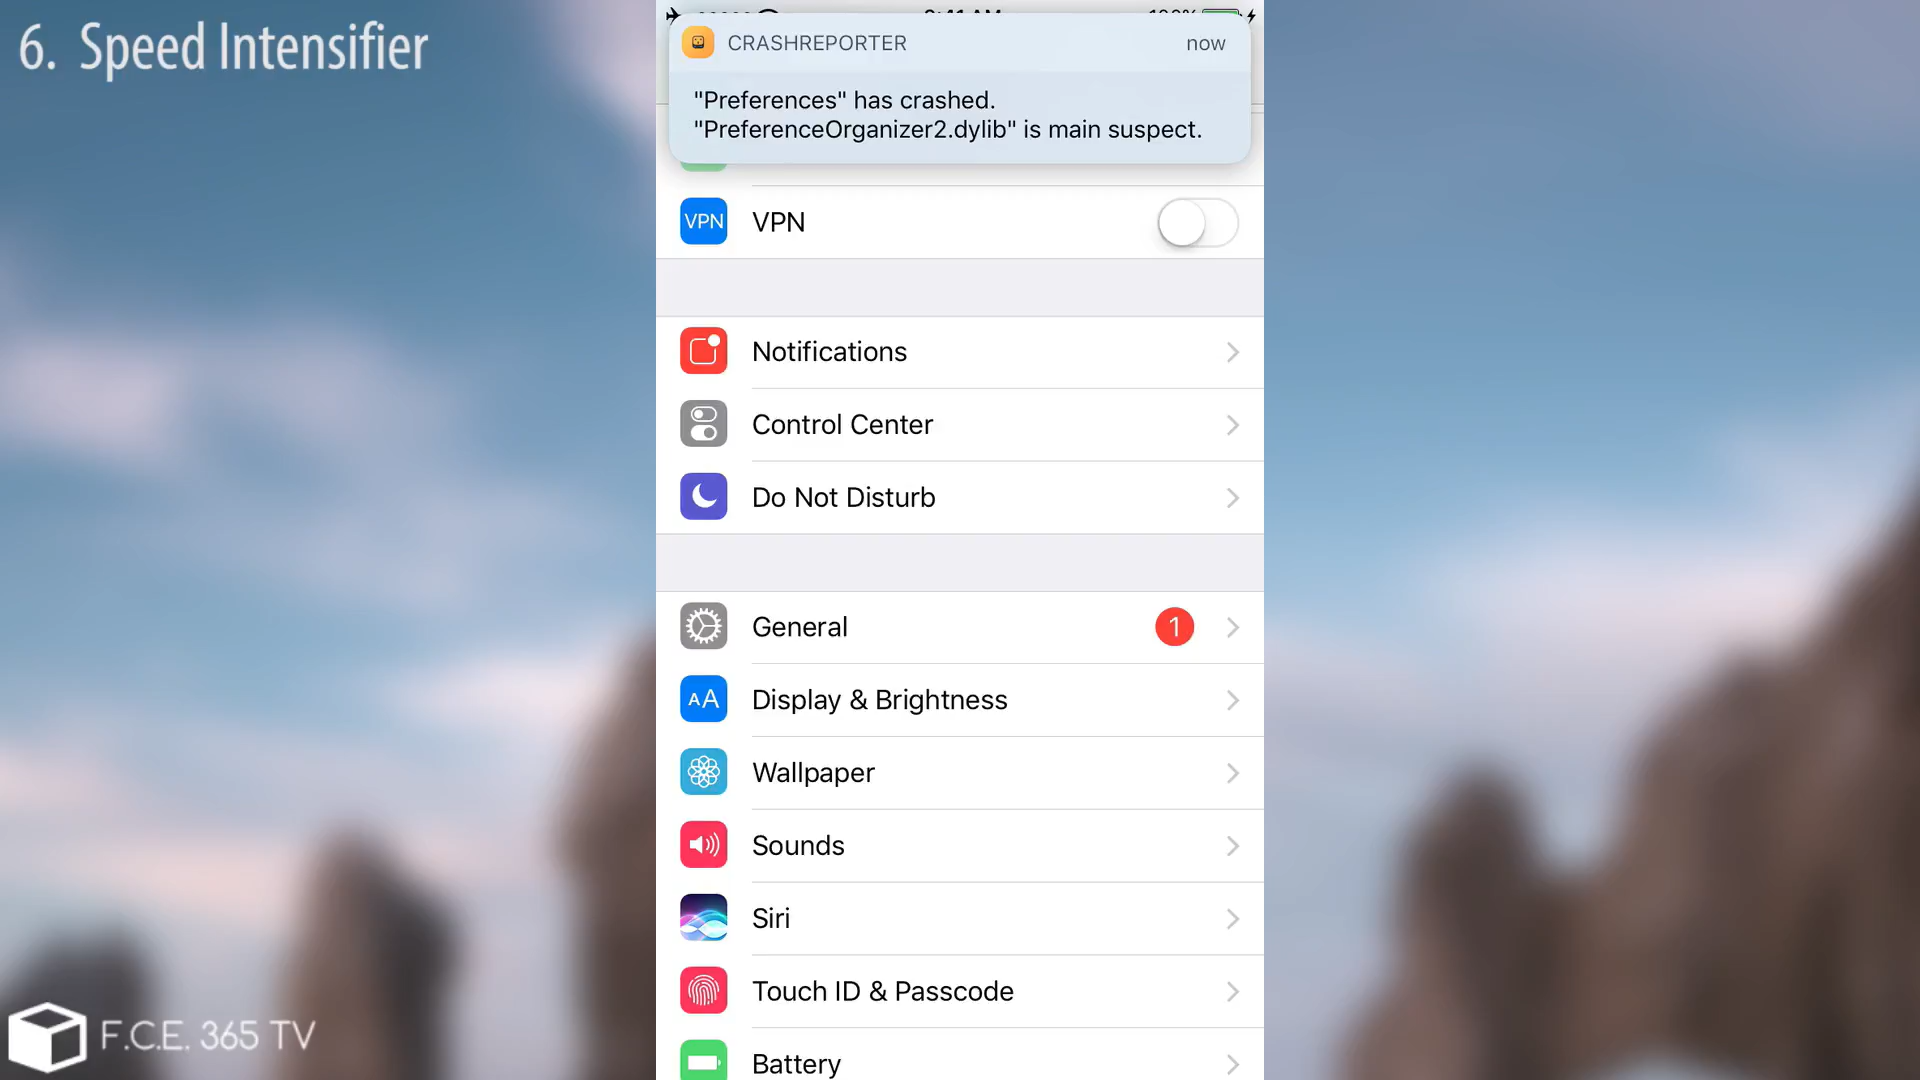 6. Speed Intensifier
CRASHREPORTER
now
"Preferences" has crashed.
"PreferenceOrganizer2.dylib" is main suspect.
VPN
VPN
Notifications
Control Center
Do Not Disturb
General
1
AA Display & Brightness
Wallpaper
Sounds
Siri
Touch ID & Passcode
Battery
F.C.E. 365 TV